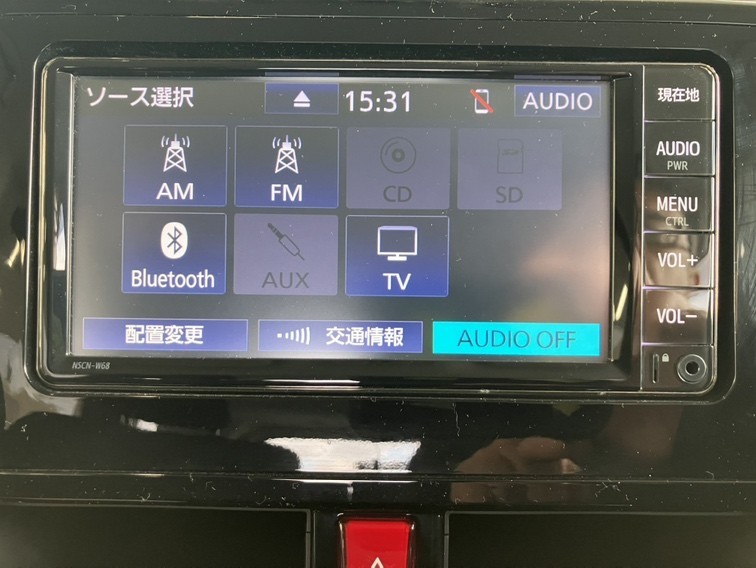 ソース選択
15:31
AUDIO
AM
FM
CD
SD
Bluetooth
AUX
TV
配置変更
交通情報
AUDIO OFF
NSCN-W68
現在地
AUDIO
PWR
MENU
CTRL
VOL+
VOL−